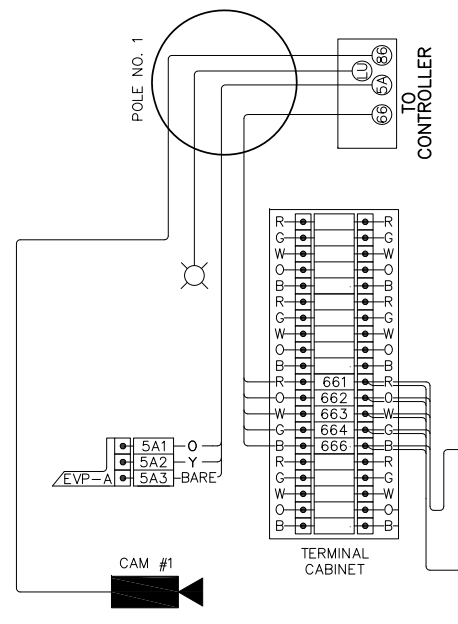 POLE NO. 1
86
LU
5A
66
TO
CONTROLLER
R R
G G
W W
O O
B B
R R
G G
W W
O O
B B
R 661 R
O 662 O
W 663 W
G 664 G
B 666 B
R R
G G
W W
O O
B B
5A1 O
5A2 Y
EVP-A 5A3 BARE
TERMINAL
CABINET
CAM #1